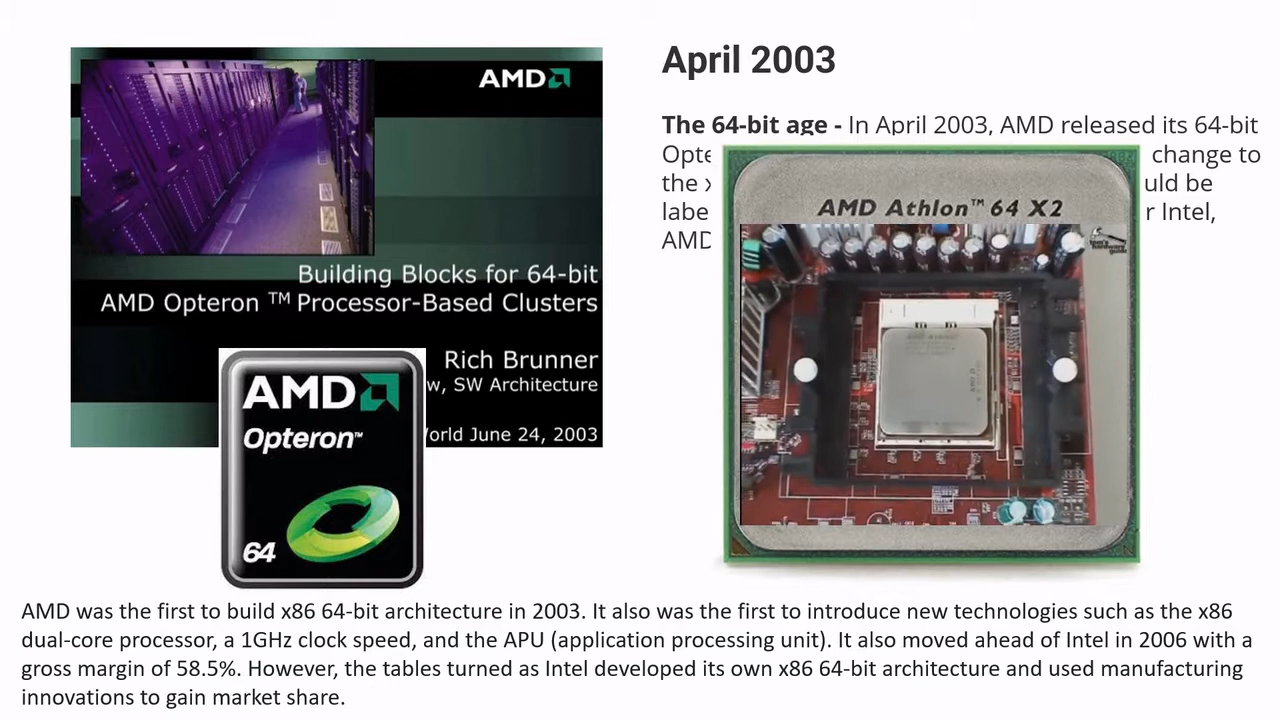 AMD
Building Blocks for 64-bit
AMD Opteron ™ Processor-Based Clusters
Rich Brunner
SW Architecture
June 24, 2003
AMD
Opteron™
64
April 2003
The 64-bit age - In April 2003, AMD released its 64-bit
change to
the
be
Intel,
AMD
AMD Athlon™ 64 X2
tom's
hardware
guide
AMD was the first to build x86 64-bit architecture in 2003. It also was the first to introduce new technologies such as the x86
dual-core processor, a 1GHz clock speed, and the APU (application processing unit). It also moved ahead of Intel in 2006 with a
gross margin of 58.5%. However, the tables turned as Intel developed its own x86 64-bit architecture and used manufacturing
innovations to gain market share.